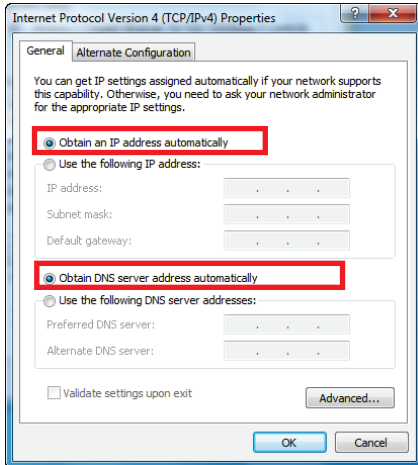 Internet Protocol Version 4 (TCP/IPv4) Properties
General Alternate Configuration
You can get IP settings assigned automatically if your network supports
this capability. Otherwise, you need to ask your network administrator
for the appropriate IP settings.
Obtain an IP address automatically
Use the following IP address:
IP address:
Subnet mask:
Default gateway:
Obtain DNS server address automatically
Use the following DNS server addresses:
Preferred DNS server:
Alternate DNS server:
Validate settings upon exit
Advanced...
OK Cancel